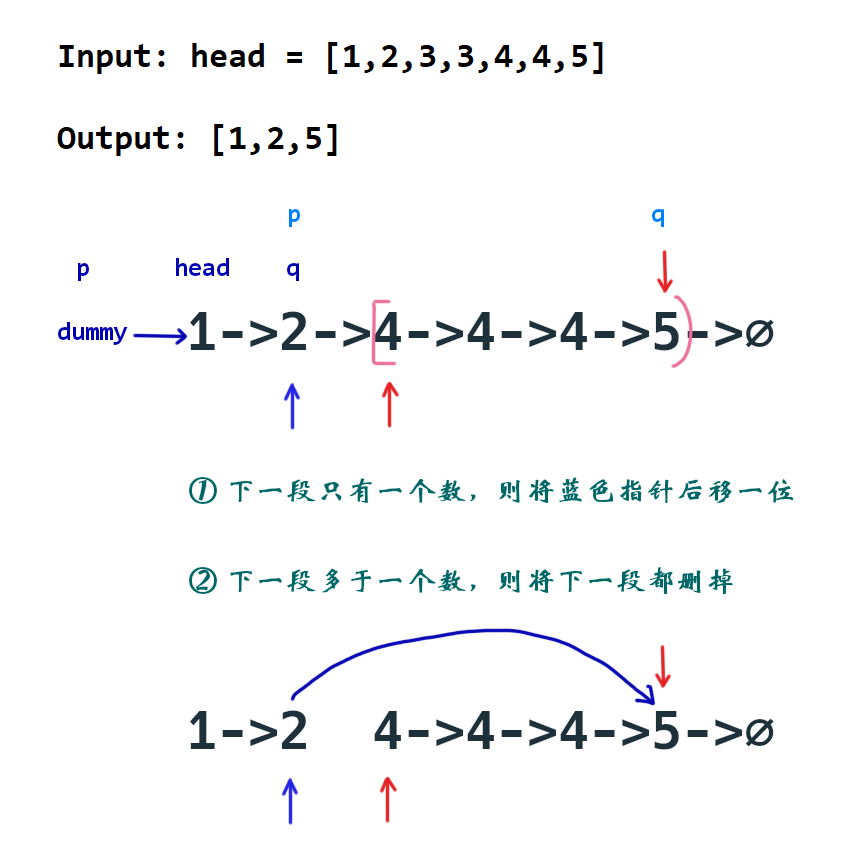 Input: head = [1,2,3,3,4,4,5]
Output: [1,2,5]
p q
p head q
dummy 1->2->[4->4->4->5)->∅
① 下一段只有一个数，则将蓝色指针后移一位
② 下一段多于一个数，则将下一段都删掉
1->2 4->4->4->5->∅